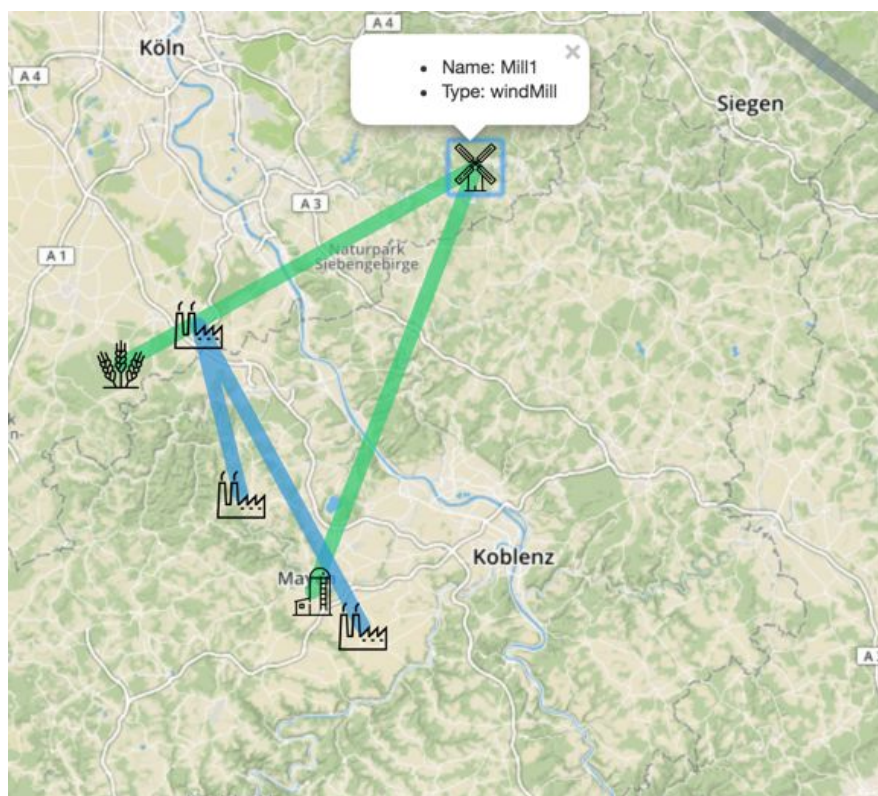 A 4
Köln
Name: Mill1
Type: windMill
×
A 4
Siegen
A 3
A 1
Naturpark
Siebengebirge
Koblenz